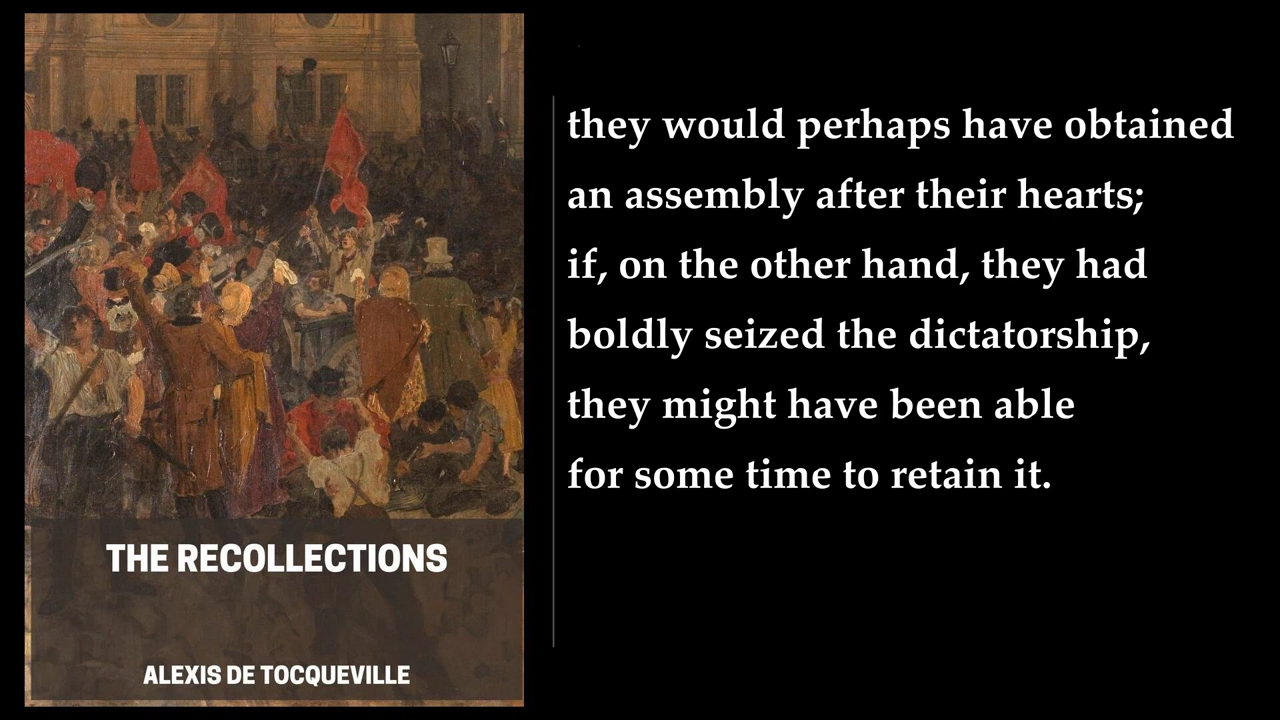 they would perhaps have obtained
an assembly after their hearts;
if, on the other hand, they had
boldly seized the dictatorship,
they might have been able
for some time to retain it.
THE RECOLLECTIONS
ALEXIS DE TOCQUEVILLE